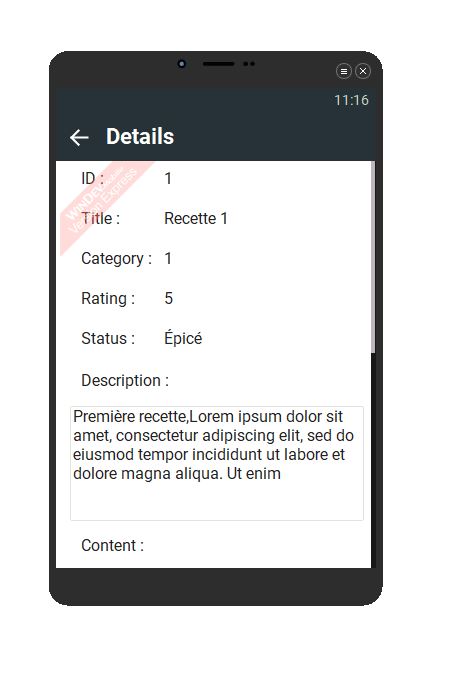 11:16
Details
WINDEV Mobile
Version Express
ID : 1
Title : Recette 1
Category : 1
Rating : 5
Status : Épicé
Description :
Première recette,Lorem ipsum dolor sit
amet, consectetur adipiscing elit, sed do
eiusmod tempor incididunt ut labore et
dolore magna aliqua. Ut enim
Content :